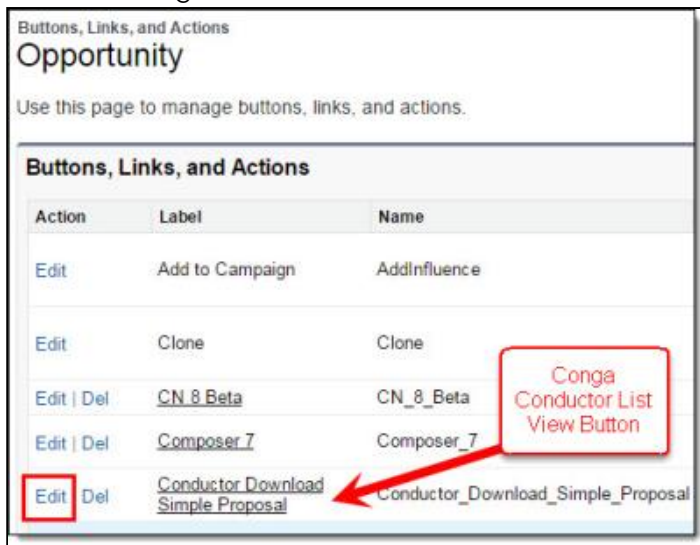 Buttons, Links, and Actions
Opportunity
Use this page to manage buttons, links, and actions.
Buttons, Links, and Actions
Action Label Name
Edit Add to Campaign AddInfluence
Edit Clone Clone
Edit | Del CN 8 Beta CN_8_Beta
Edit | Del Composer 7 Composer_7
Conga
Conductor List
View Button
Edit Del Conductor Download
Simple Proposal Conductor_Download_Simple_Proposal